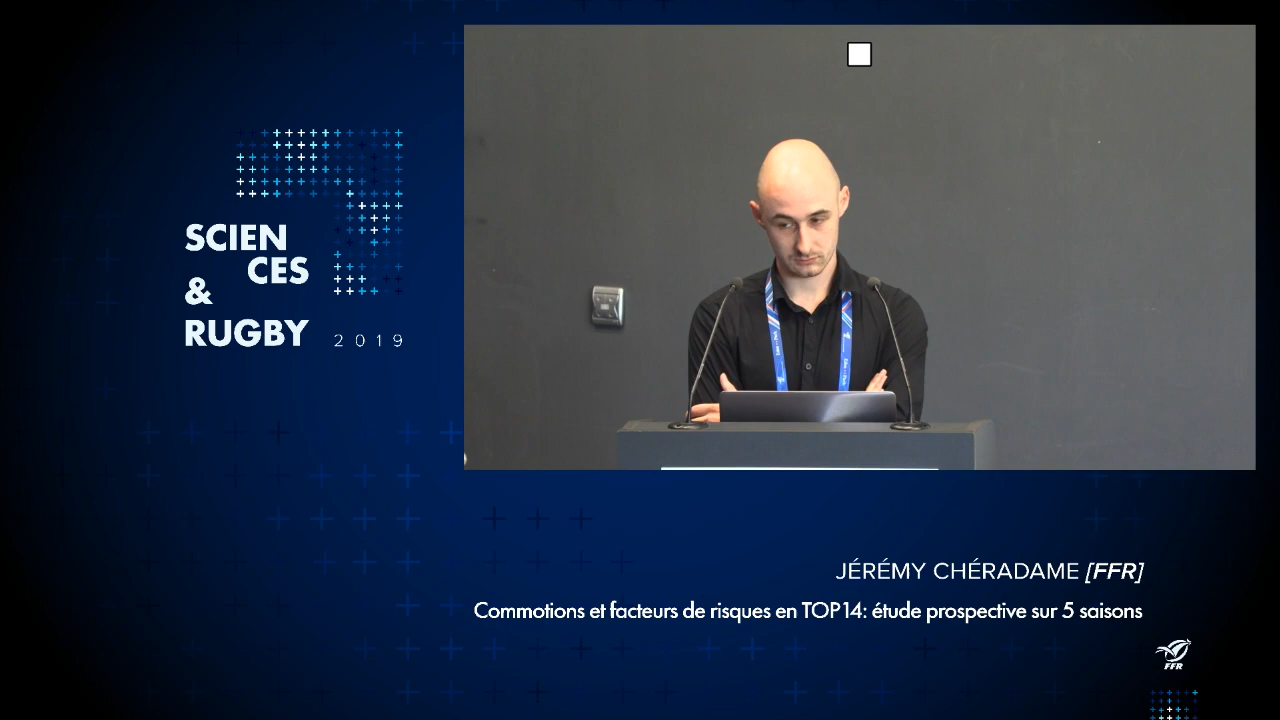 SCIEN
CES
&
RUGBY 2019
JÉRÉMY CHÉRADAME [FFR]
Commotions et facteurs de risques en TOP14: étude prospective sur 5 saisons
FFR